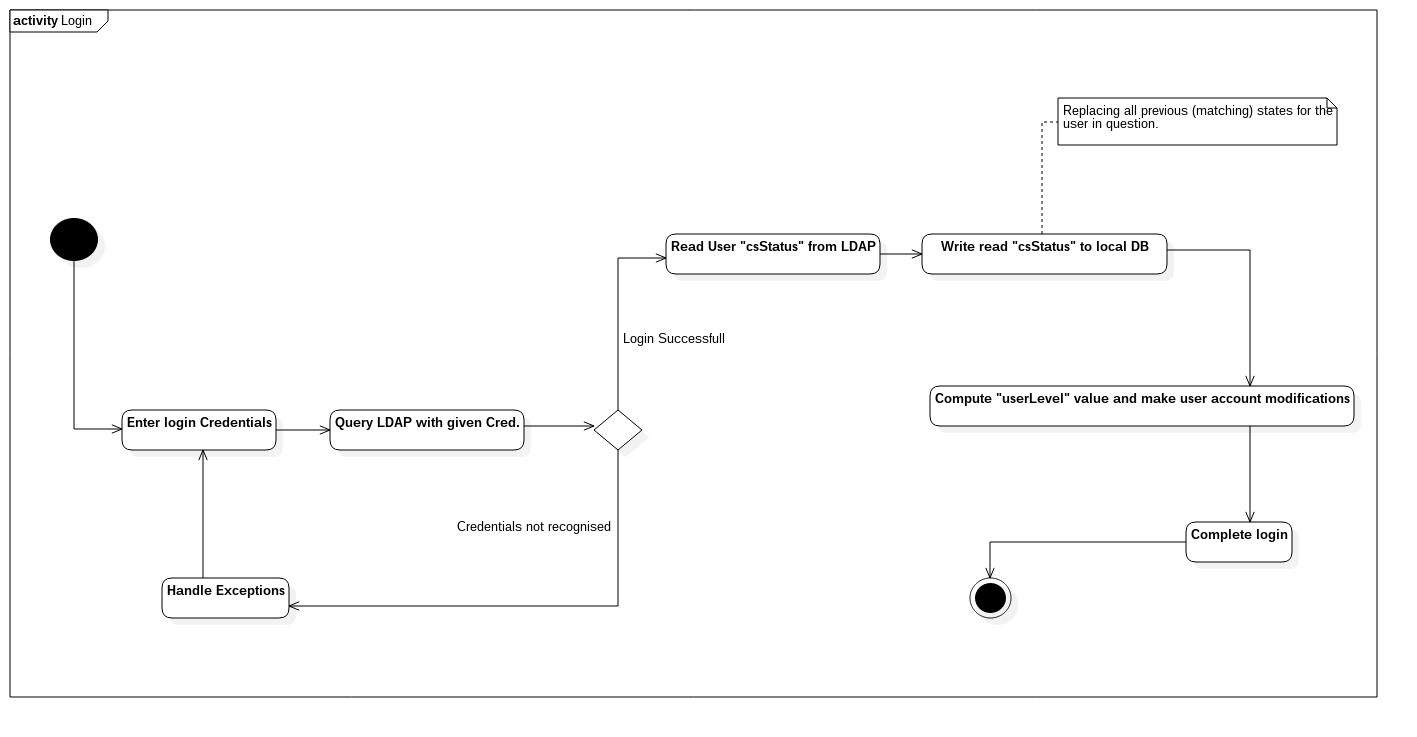 activity Login
Replacing all previous (matching) states for the
user in question.
Read User "csStatus" from LDAP
Write read "csStatus" to local DB
Login Successfull
Compute "userLevel" value and make user account modifications
Enter login Credentials
Query LDAP with given Cred.
Credentials not recognised
Complete login
Handle Exceptions